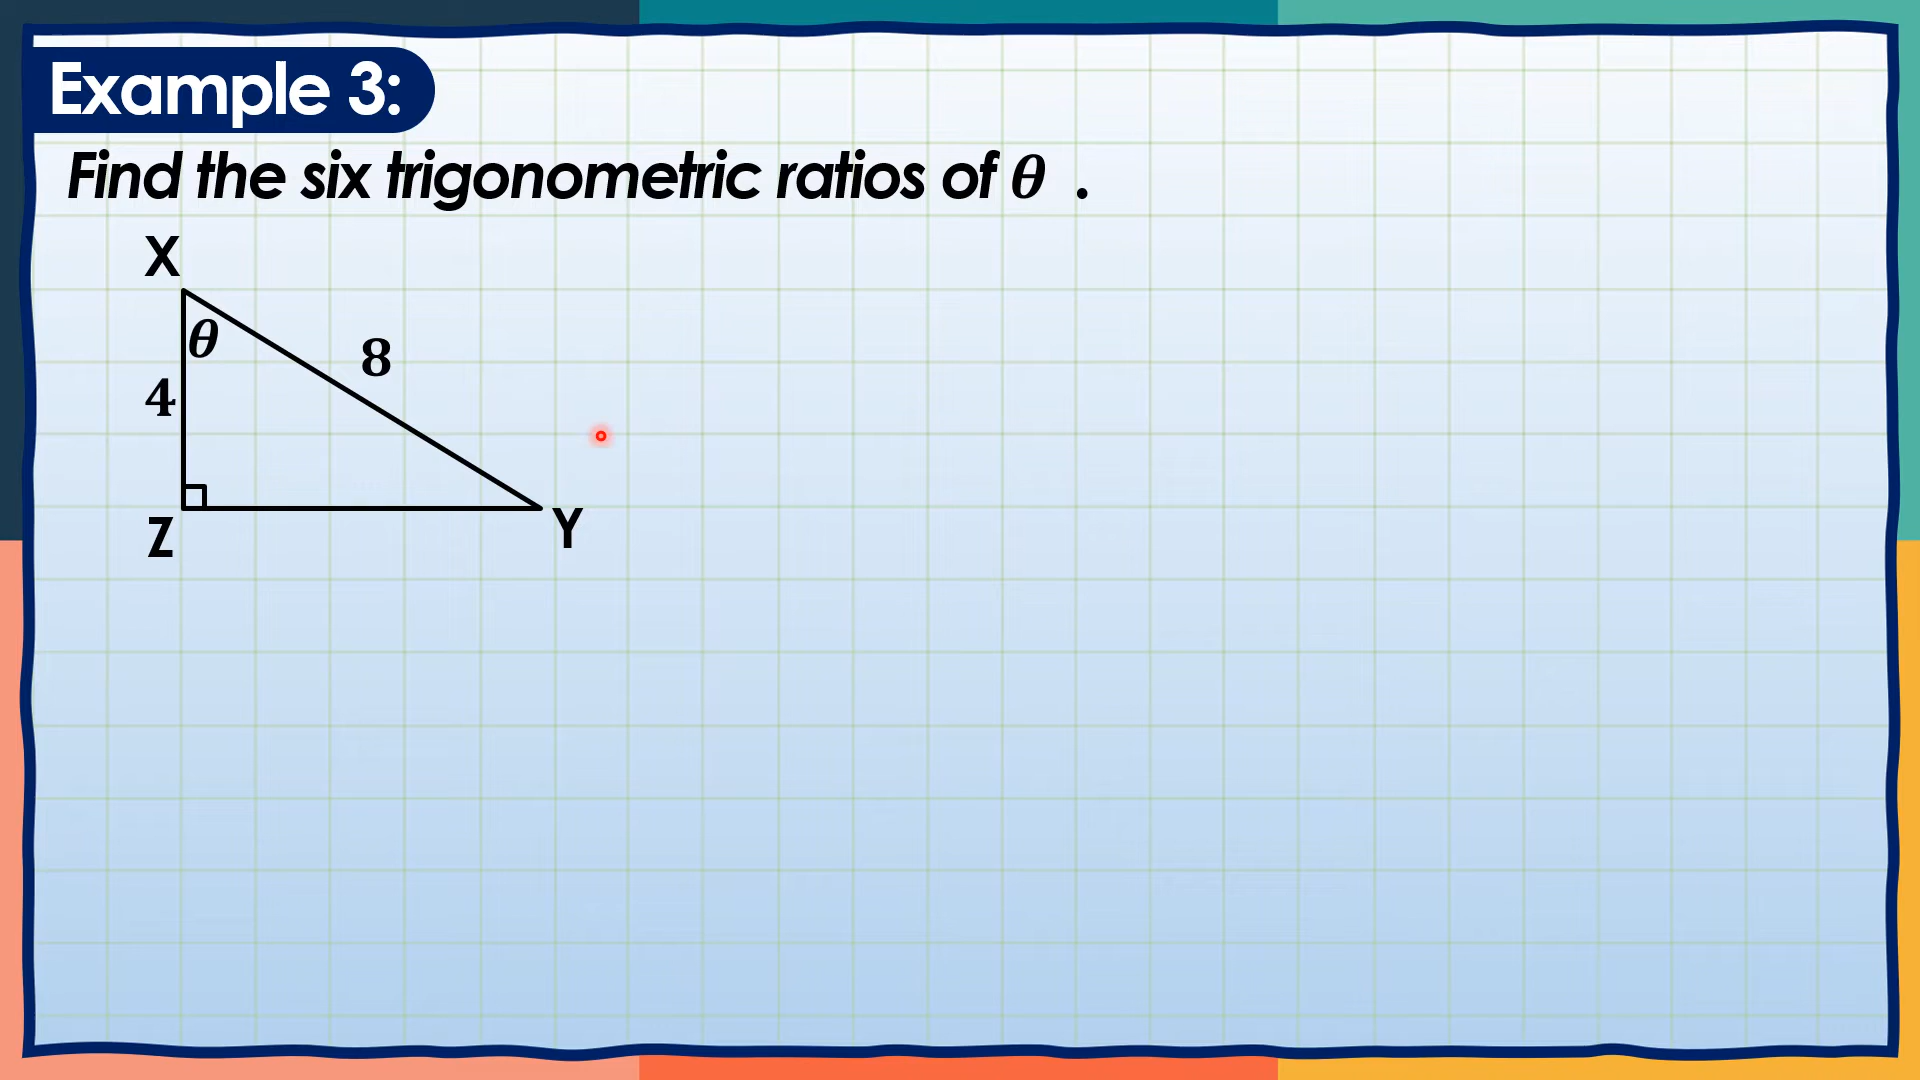 Example 3:
Find the six trigonometric ratios of θ .
X
θ
8
4
Z
Y